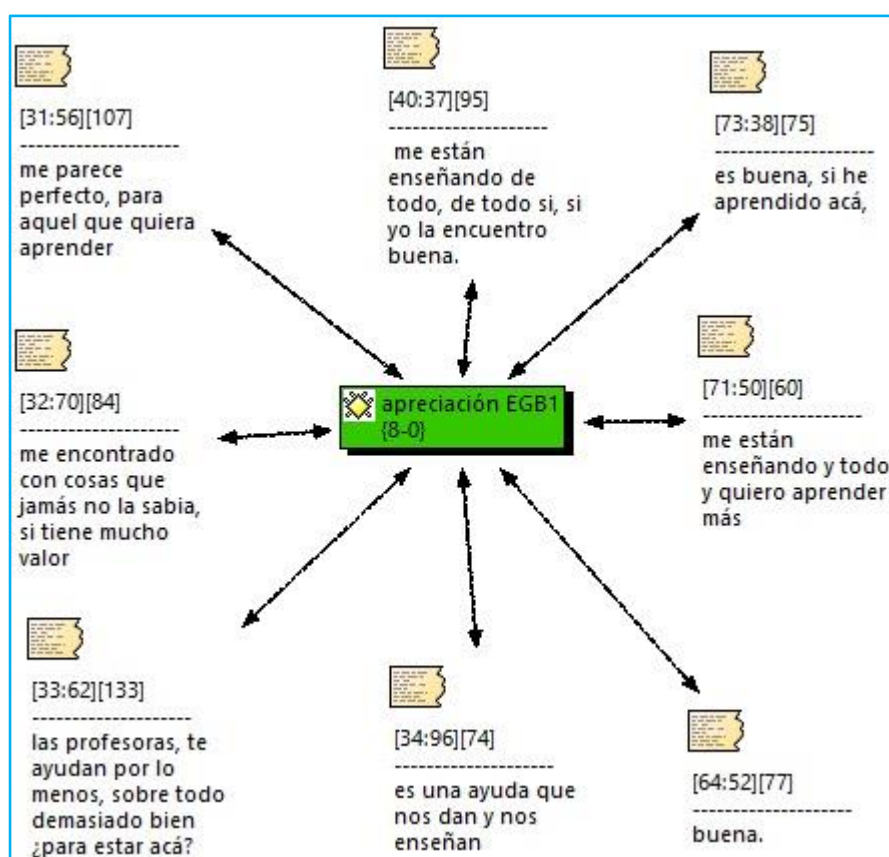 [31:56][107]
--------------------
me parece
perfecto, para
aquel que quiera
aprender
[40:37][95]
--------------------
me están
enseñando de
todo, de todo si, si
yo la encuentro
buena.
[73:38][75]
--------------------
es buena, si he
aprendido acá,
[32:70][84]
--------------------
me encontrado
con cosas que
jamás no la sabia,
si tiene mucho
valor
apreciación EGB1
{8-0}
[71:50][60]
--------------------
me están
enseñando y todo
y quiero aprender
más
[33:62][133]
--------------------
las profesoras, te
ayudan por lo
menos, sobre todo
demasiado bien
¿para estar acá?
[34:96][74]
--------------------
es una ayuda que
nos dan y nos
enseñan
[64:52][77]
--------------------
buena.